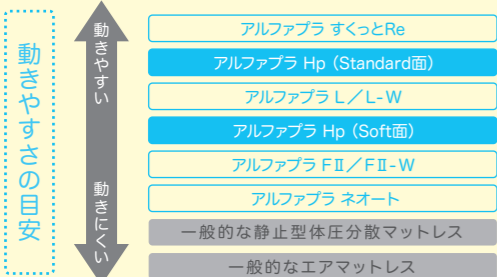 動きやすさの目安
動きやすい
動きにくい
アルファプラ すくっとRe
アルファプラ Hp（Standard面）
アルファプラ L／L-W
アルファプラ Hp（Soft面）
アルファプラ FⅡ／FⅡ-W
アルファプラ ネオート
一般的な静止型体圧分散マットレス
一般的なエアマットレス